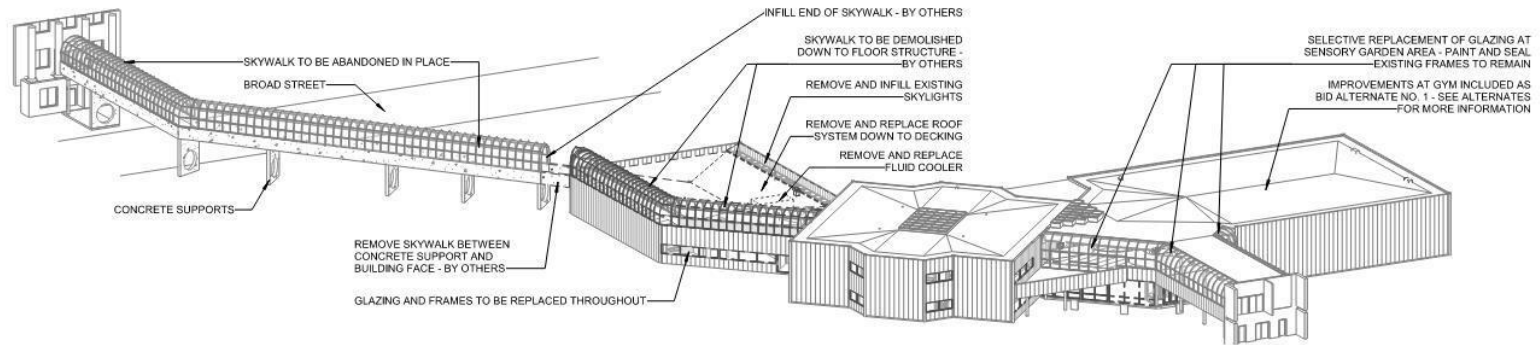 INFILL END OF SKYWALK - BY OTHERS
SKYWALK TO BE DEMOLISHED
DOWN TO FLOOR STRUCTURE -
BY OTHERS
SKYWALK TO BE ABANDONED IN PLACE
BROAD STREET
REMOVE AND INFILL EXISTING
SKYLIGHTS
REMOVE AND REPLACE ROOF
SYSTEM DOWN TO DECKING
REMOVE AND REPLACE
FLUID COOLER
SELECTIVE REPLACEMENT OF GLAZING AT
SENSORY GARDEN AREA - PAINT AND SEAL
EXISTING FRAMES TO REMAIN
IMPROVEMENTS AT GYM INCLUDED AS
BID ALTERNATE NO. 1 - SEE ALTERNATES
FOR MORE INFORMATION
CONCRETE SUPPORTS
REMOVE SKYWALK BETWEEN
CONCRETE SUPPORT AND
BUILDING FACE - BY OTHERS
GLAZING AND FRAMES TO BE REPLACED THROUGHOUT